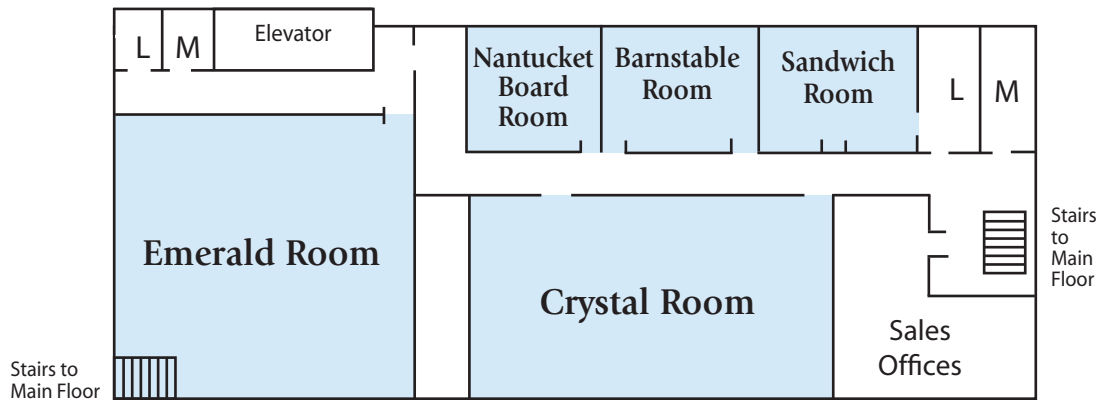 L
M
Elevator
Nantucket
Board
Room
Barnstable
Room
Sandwich
Room
L
M
Emerald Room
Crystal Room
Sales
Offices
Stairs
to
Main
Floor
Stairs to
Main Floor